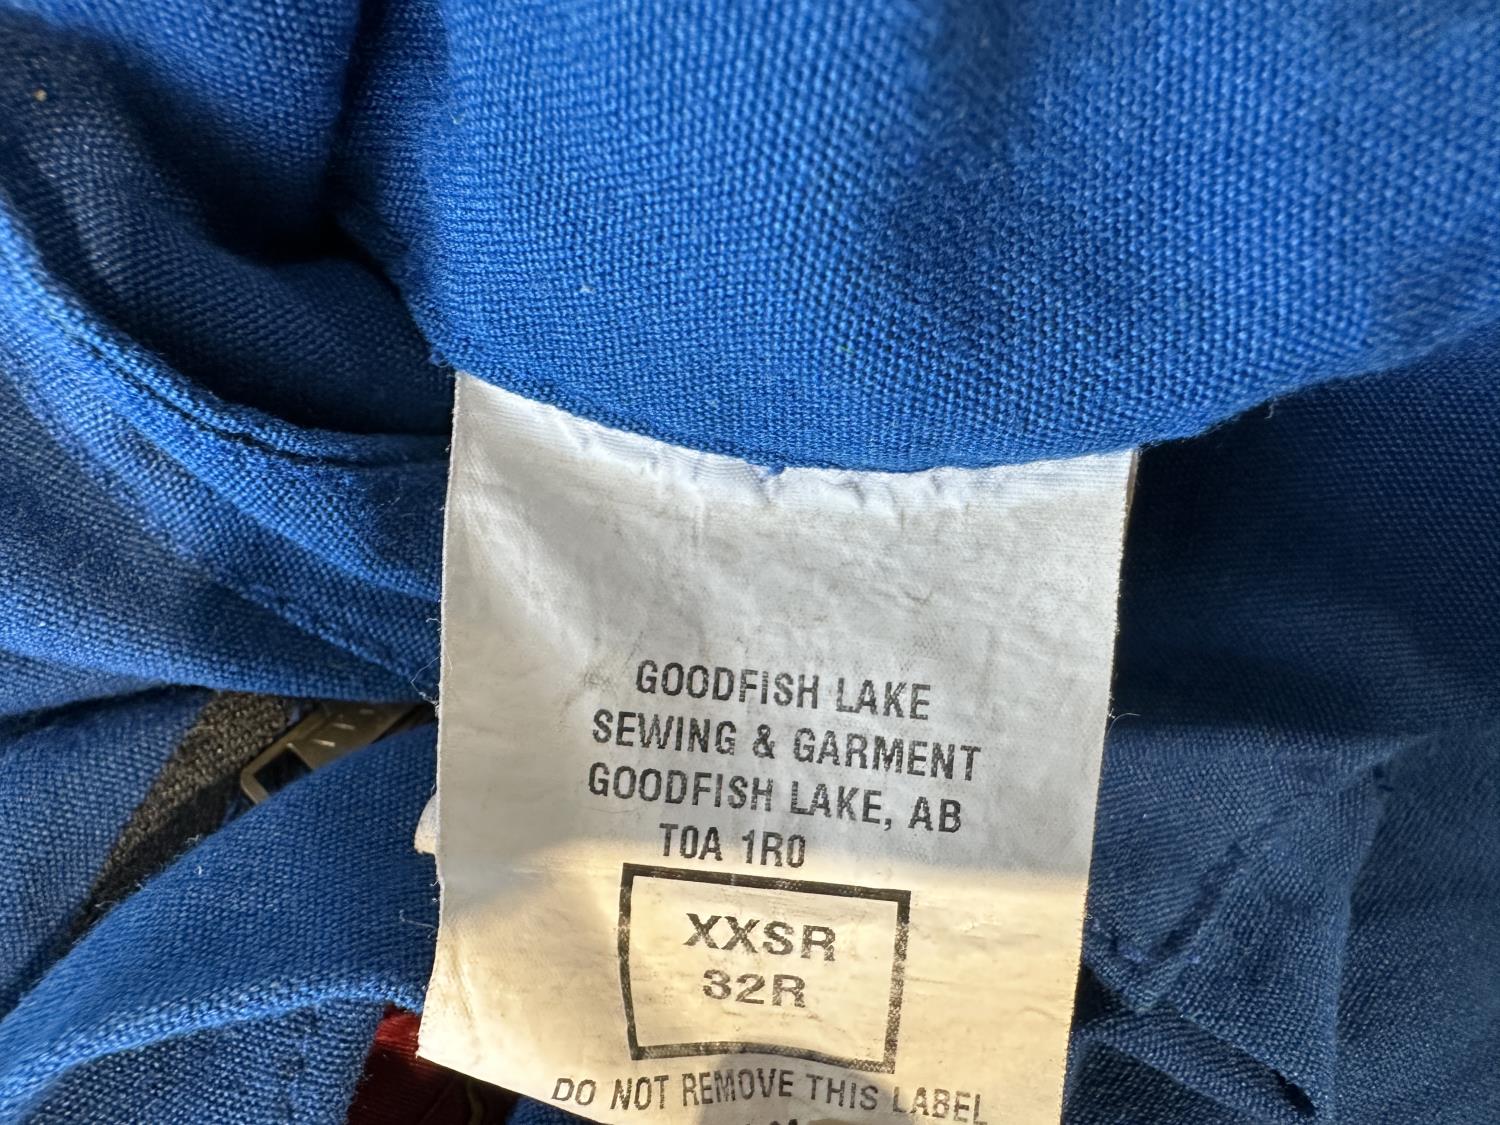 GOODFISH LAKE
SEWING & GARMENT
GOODFISH LAKE, AB
T0A 1R0
XXSR
32R
DO NOT REMOVE THIS LABEL